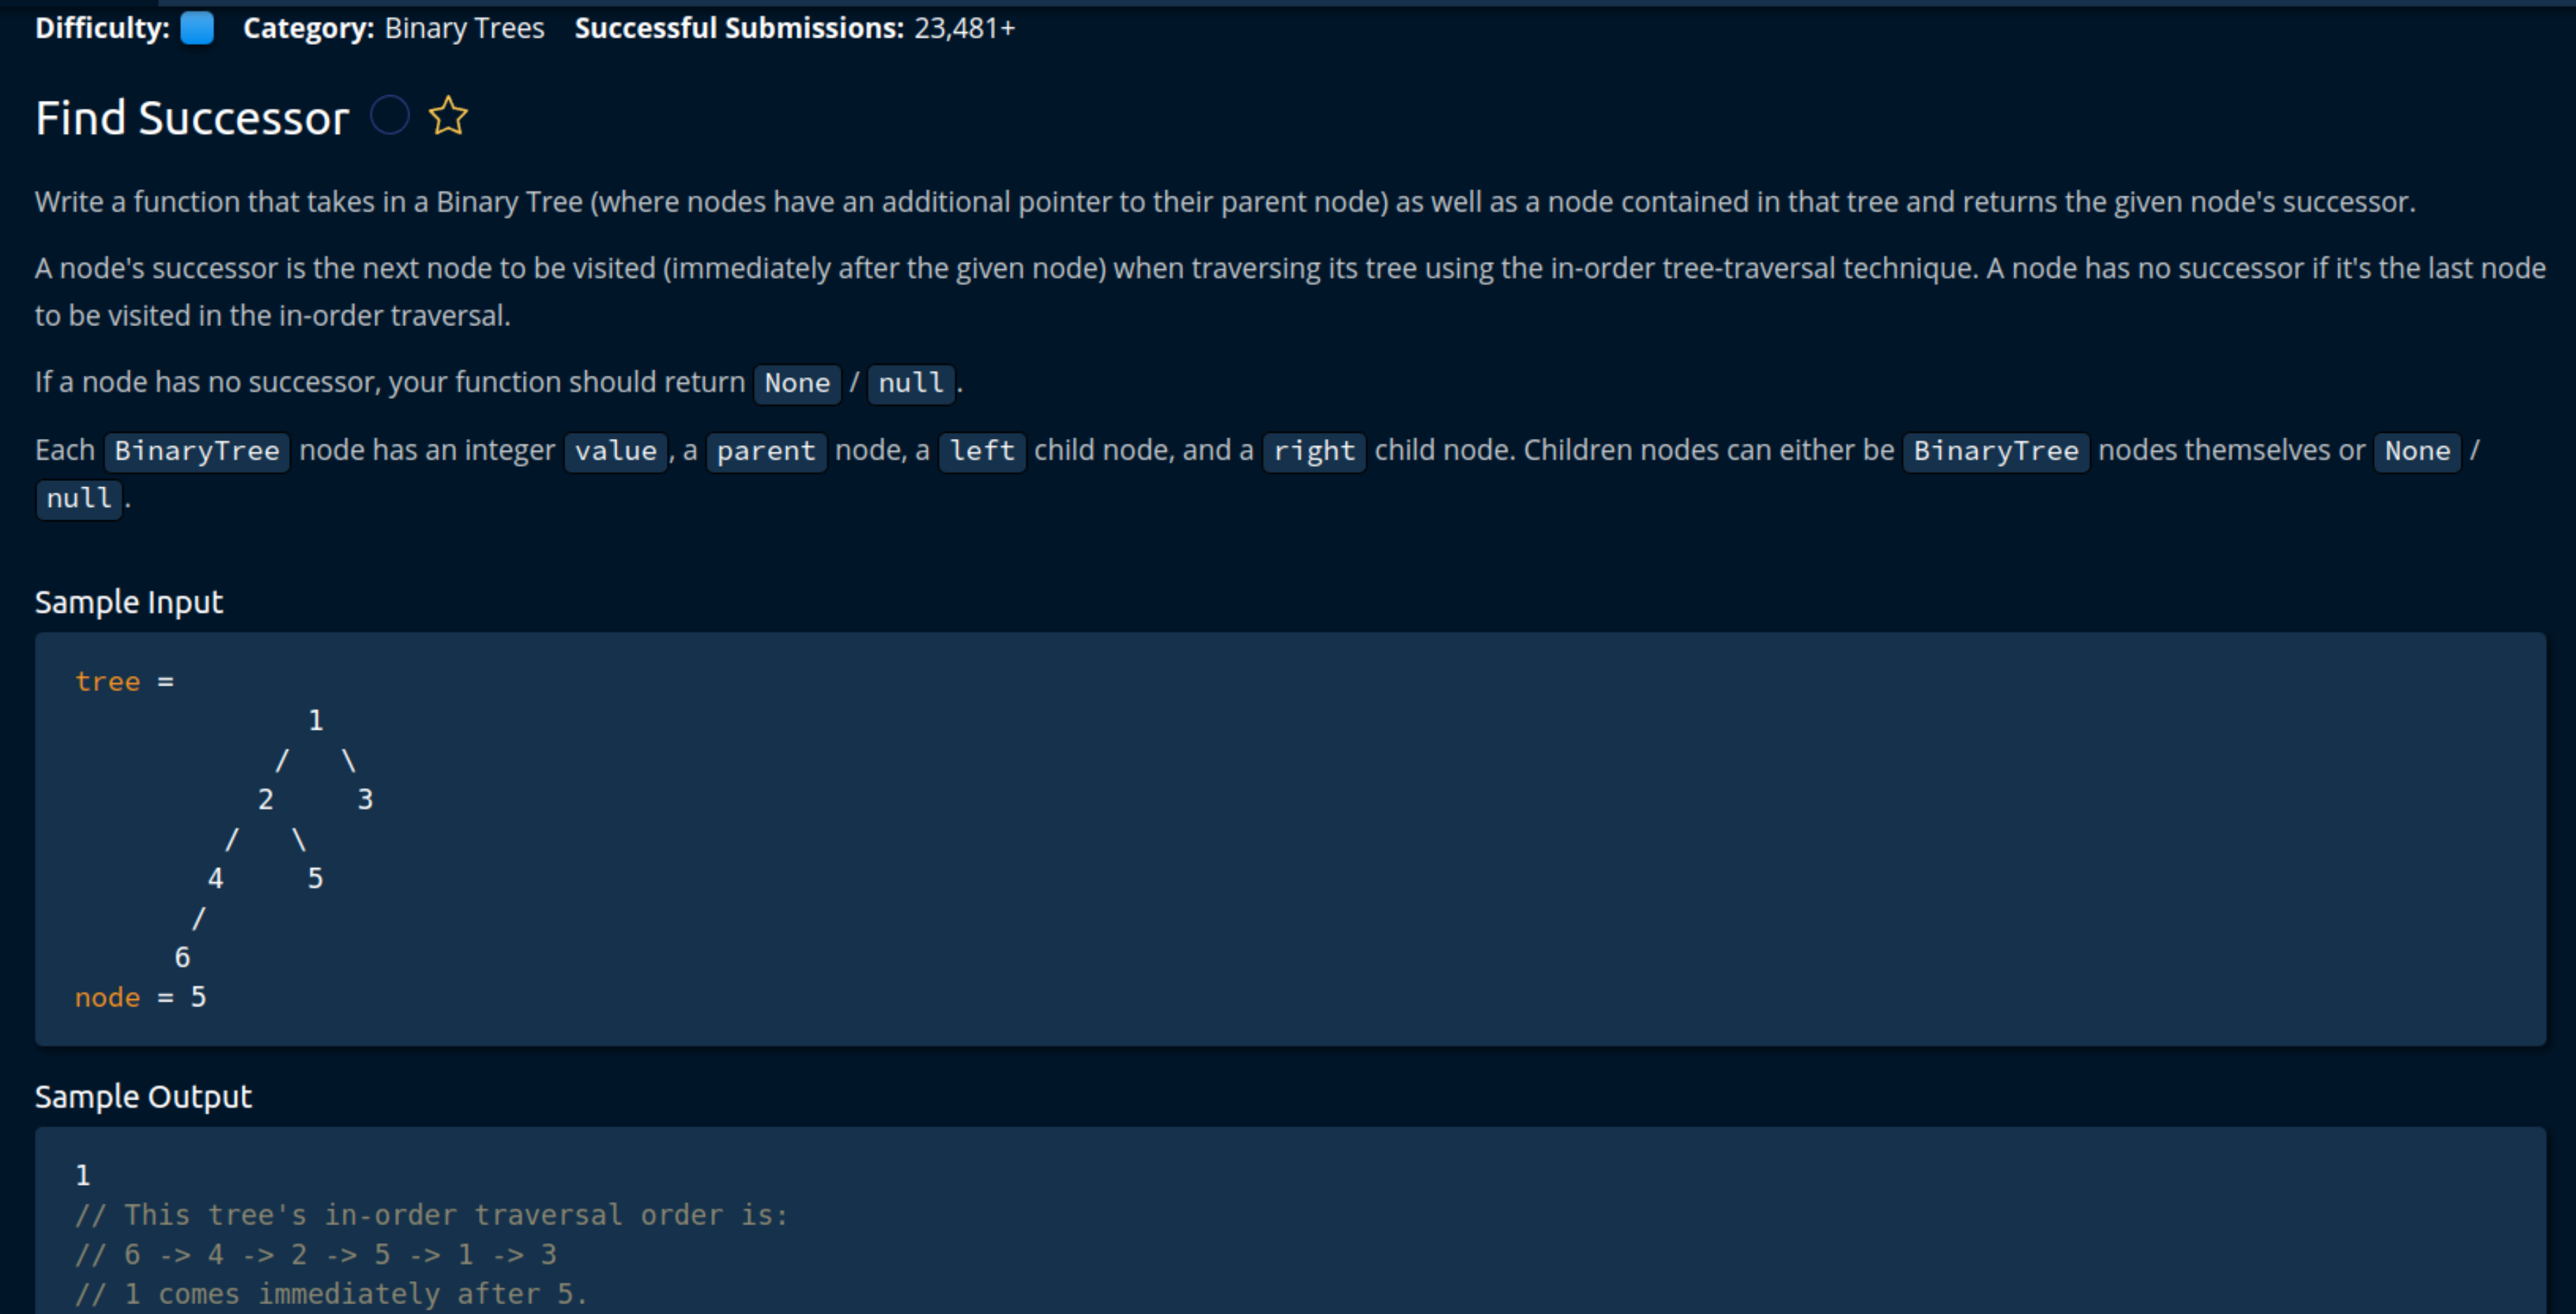 Difficulty: Category: Binary Trees Successful Submissions: 23,481+
Find Successor
Write a function that takes in a Binary Tree (where nodes have an additional pointer to their parent node) as well as a node contained in that tree and returns the given node's successor.
A node's successor is the next node to be visited (immediately after the given node) when traversing its tree using the in-order tree-traversal technique. A node has no successor if it's the last node
to be visited in the in-order traversal.
If a node has no successor, your function should return None / null .
Each BinaryTree node has an integer value , a parent node, a left child node, and a right child node. Children nodes can either be BinaryTree nodes themselves or None /
null .
Sample Input
tree =
1
/ \
2 3
/ \
4 5
/
6
node = 5
Sample Output
1
// This tree's in-order traversal order is:
// 6 -> 4 -> 2 -> 5 -> 1 -> 3
// 1 comes immediately after 5.